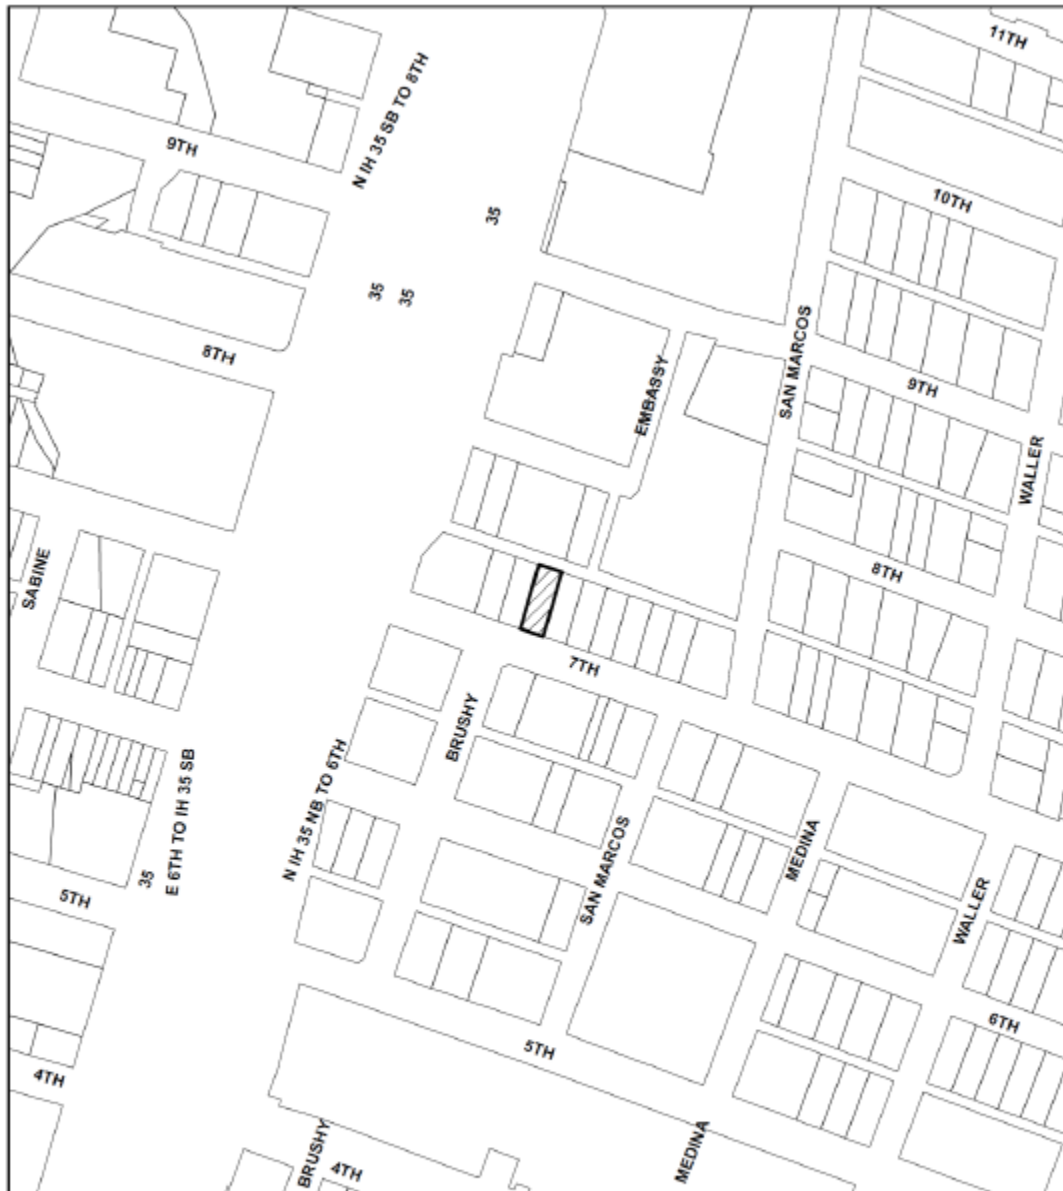 11TH
N IH 35 SB TO 8TH
9TH
10TH
35
35
35
8TH
SAN MARCOS
EMBASSY
9TH
WALLER
SABINE
8TH
7TH
BRUSHY
E 6TH TO IH 35 SB
N IH 35 NB TO 6TH
MEDINA
SAN MARCOS
35
5TH
WALLER
6TH
5TH
4TH
MEDINA
BRUSHY
4TH